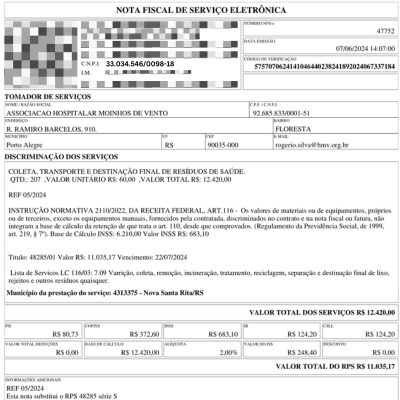 NOTA FISCAL DE SERVIÇO ELETRÔNICA
NÚMERO NFS-e
47752
DATA EMISSÃO
07/06/2024 14:07:00
CÓDIGO DE VERIFICAÇÃO
575707062414104644023824189202406733718​4
C.N.P.J. 33.034.546/0098-18
I.M.
TOMADOR DE SERVIÇOS
NOME / RAZÃO SOCIAL
C.P.F. / C.N.P.J.
ASSOCIACAO HOSPITALAR MOINHOS DE VENTO
92.685.833/0001-51
ENDEREÇO
BAIRRO
R. RAMIRO BARCELOS, 910.
FLORESTA
MUNICÍPIO
UF
CEP
E-MAIL
Porto Alegre
RS
90035-000
rogerio.silva@hmv.org.br
DISCRIMINAÇÃO DOS SERVIÇOS
COLETA, TRANSPORTE E DESTINAÇÃO FINAL DE RESÍDUOS DE SAÚDE.
QTD.: 207 ,VALOR UNITÁRIO R$: 60,00 ,VALOR TOTAL R$: 12.420,00
REF 05/2024
INSTRUÇÃO NORMATIVA 2110/2022, DA RECEITA FEDERAL, ART.116 - Os valores de materiais ou de equipamentos, próprios
ou de terceiros, exceto os equipamentos manuais, fornecidos pela contratada, discriminados no contrato e na nota fiscal ou fatura, não
integram a base de cálculo da retenção de que trata o art. 110, desde que comprovados. (Regulamento da Previdência Social, de 1999,
art. 219, § 7º). Base de Cálculo INSS: 6.210,00 Valor INSS R$: 683,10
Título: 48285/01 Valor R$: 11.035,17 Vencimento: 22/07/2024
Lista de Serviços LC 116/03: 7.09 Varrição, coleta, remoção, incineração, tratamento, reciclagem, separação e destinação final de lixo,
rejeitos e outros resíduos quaisquer.
Município da prestação do serviço: 4313375 - Nova Santa Rita/RS
VALOR TOTAL DOS SERVIÇOS R$ 12.420,00
PIS
COFINS
INSS
IR
CSLL
R$ 80,73
R$ 372,60
R$ 683,10
R$ 124,20
R$ 124,20
VALOR TOTAL DEDUÇÕES
BASE DE CÁLCULO
ALÍQUOTA
VALOR DO ISS
DESCONTO
R$ 0,00
R$ 12.420,00
2,00%
R$ 248,40
R$ 0,00
VALOR TOTAL DO RPS R$ 11.035,17
INFORMAÇÕES ADICIONAIS
REF 05/2024
Esta nota substitui o RPS 48285 série S